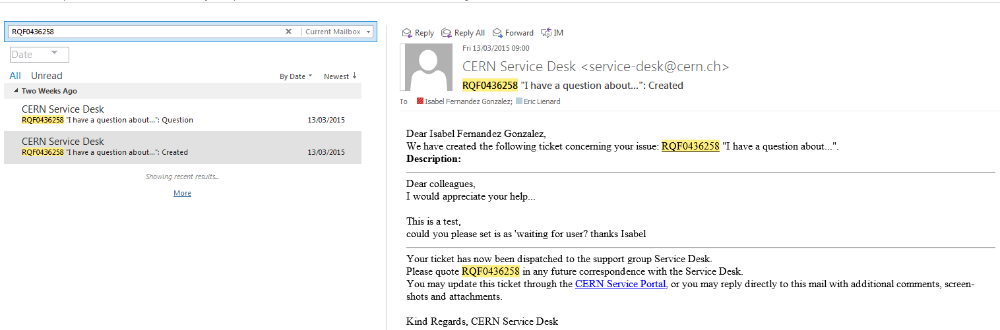 RQF0436258
Current Mailbox
Date
All Unread By Date Newest
Two Weeks Ago
CERN Service Desk
RQF0436258 "I have a question about...": Question 13/03/2015
CERN Service Desk
RQF0436258 "I have a question about...": Created 13/03/2015
Showing recent results...
More
Reply Reply All Forward IM
Fri 13/03/2015 09:00
CERN Service Desk <service-desk@cern.ch>
RQF0436258 "I have a question about...": Created
To Isabel Fernandez Gonzalez; Eric Lienard
Dear Isabel Fernandez Gonzalez,
We have created the following ticket concerning your issue: RQF0436258 "I have a question about...".
Description:
Dear colleagues,
I would appreciate your help...
This is a test,
could you please set is as 'waiting for user? thanks Isabel
Your ticket has now been dispatched to the support group Service Desk.
Please quote RQF0436258 in any future correspondence with the Service Desk.
You may update this ticket through the CERN Service Portal, or you may reply directly to this mail with additional comments, screen-
shots and attachments.
Kind Regards, CERN Service Desk